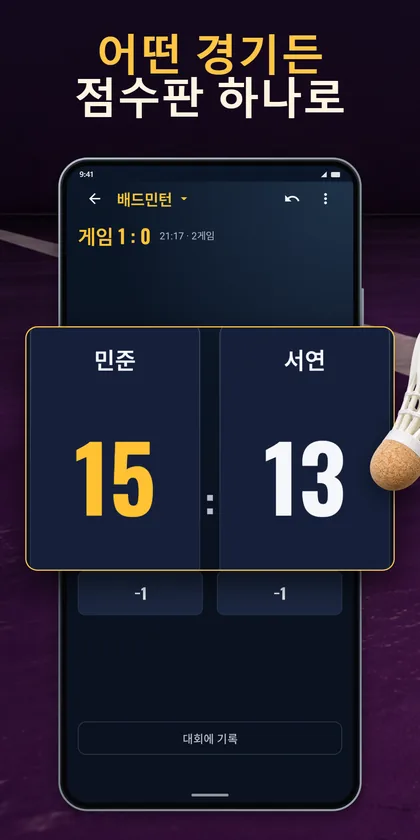 어떤 경기든
점수판 하나로
9:41
배드민턴
게임 1 : 0 21:17 · 2게임
민준 서연
15 : 13
-1 -1
대회에 기록